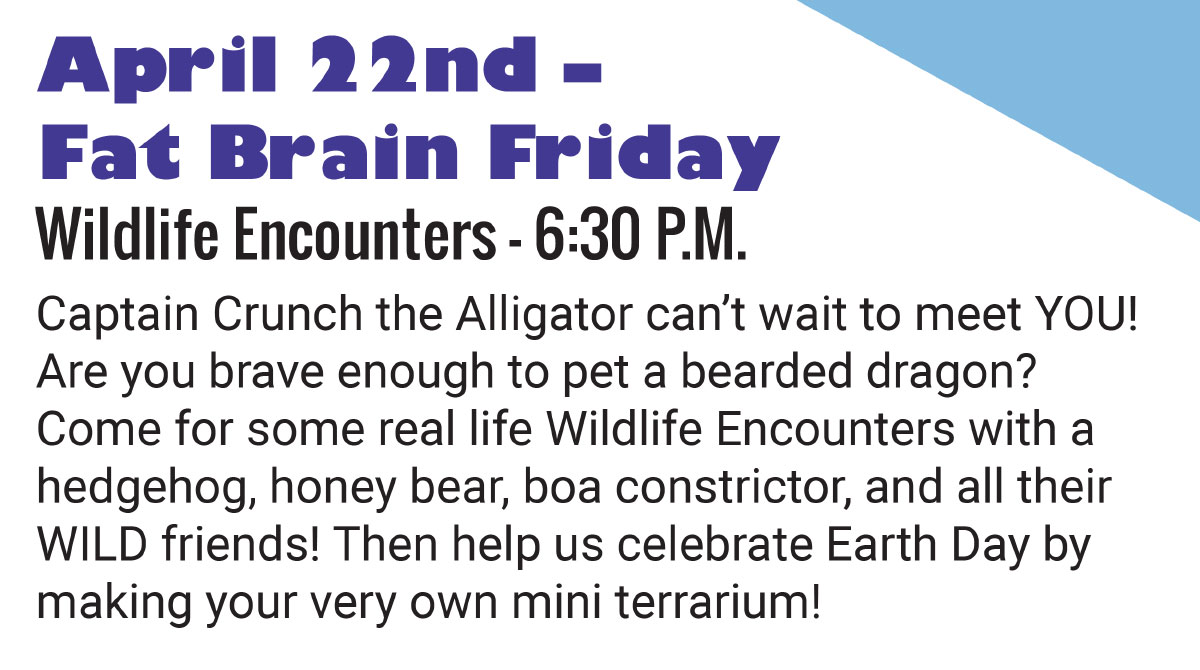 April 22nd –
Fat Brain Friday
Wildlife Encounters - 6:30 P.M.
Captain Crunch the Alligator can’t wait to meet YOU!
Are you brave enough to pet a bearded dragon?
Come for some real life Wildlife Encounters with a
hedgehog, honey bear, boa constrictor, and all their
WILD friends! Then help us celebrate Earth Day by
making your very own mini terrarium!